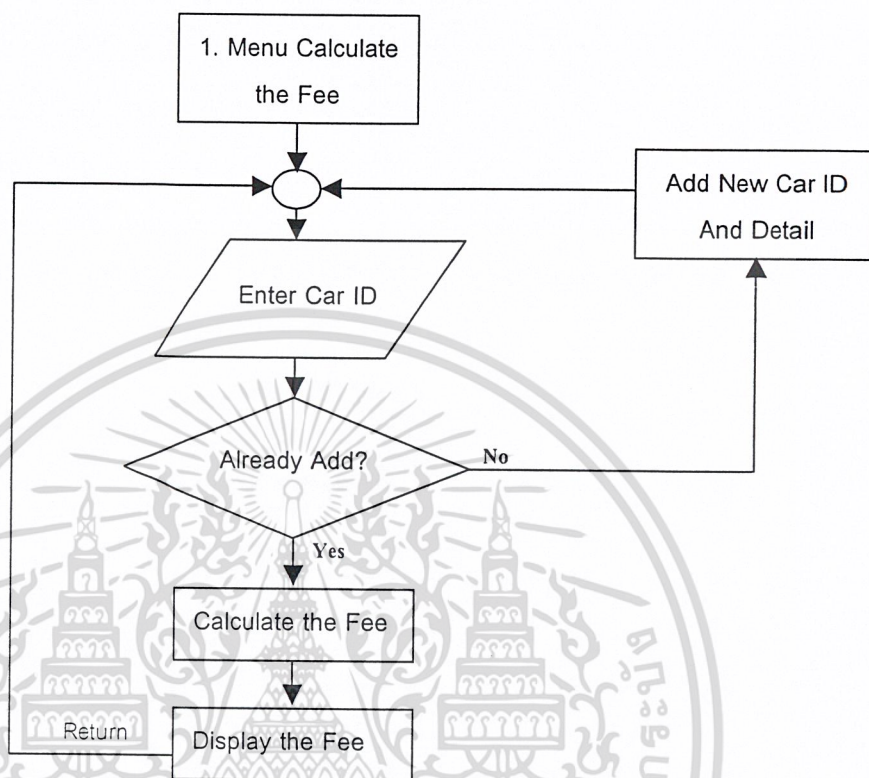 1. Menu Calculate
the Fee
Add New Car ID
And Detail
Enter Car ID
Already Add?
No
Yes
Calculate the Fee
Return
Display the Fee